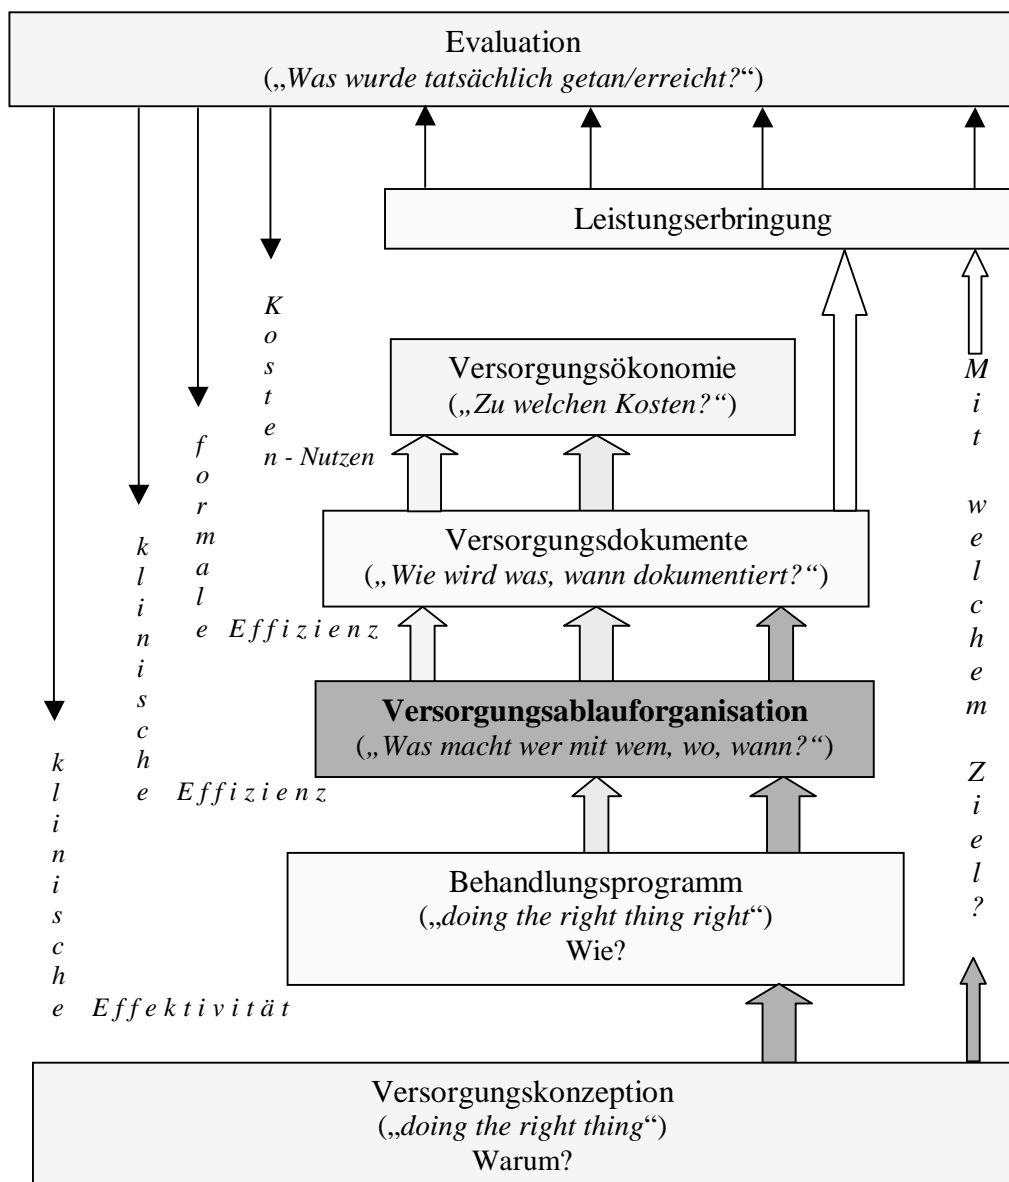 Evaluation
(„Was wurde tatsächlich getan/erreicht?“)
Leistungserbringung
Versorgungsökonomie
(„Zu welchen Kosten?“)
Kosten - Nutzen
Versorgungsdokumente
(„Wie wird was, wann dokumentiert?“)
formale Effizienz
Versorgungsablauforganisation
(„Was macht wer mit wem, wo, wann?“)
klinische Effizienz
Behandlungsprogramm
(„doing the right thing right“)
Wie?
klinische Effektivität
Mit welchem Ziel?
Versorgungskonzeption
(„doing the right thing“)
Warum?